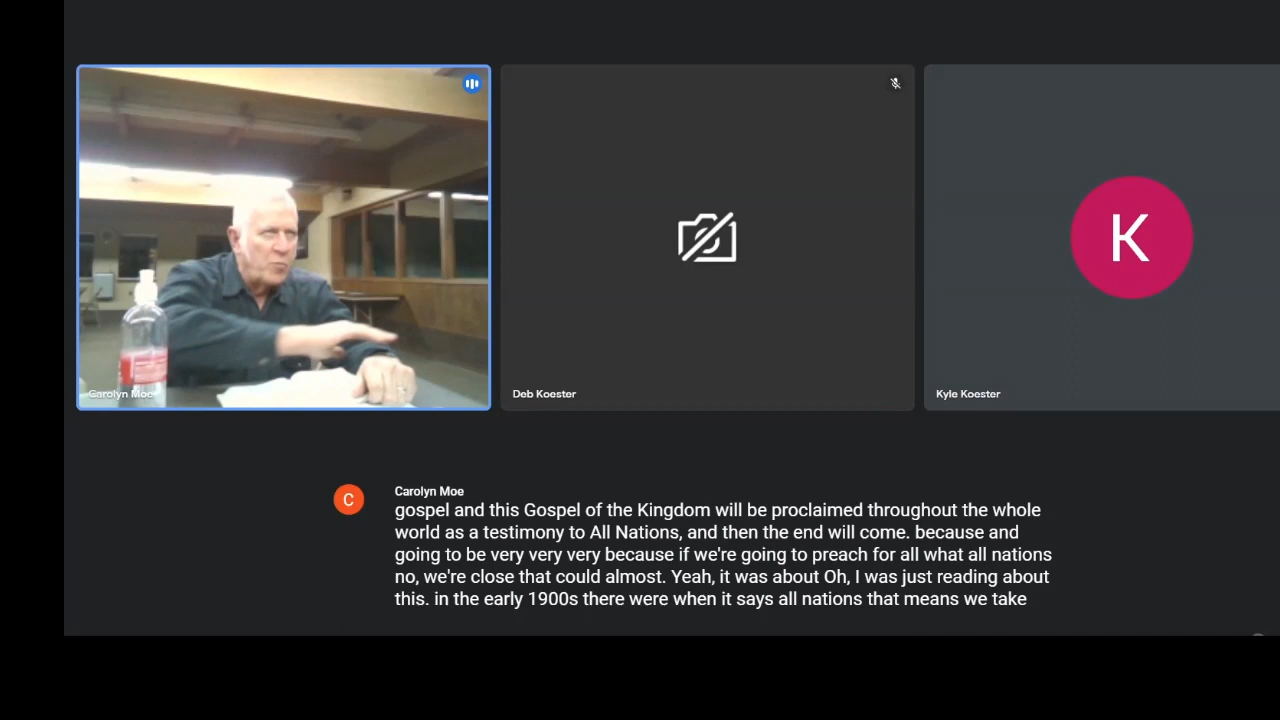 Carolyn Moe
Deb Koester
K
Kyle Koester
C
Carolyn Moe
gospel and this Gospel of the Kingdom will be proclaimed throughout the whole
world as a testimony to All Nations, and then the end will come. because and
going to be very very very because if we're going to preach for all what all nations
no, we're close that could almost. Yeah, it was about Oh, I was just reading about
this. in the early 1900s there were when it says all nations that means we take